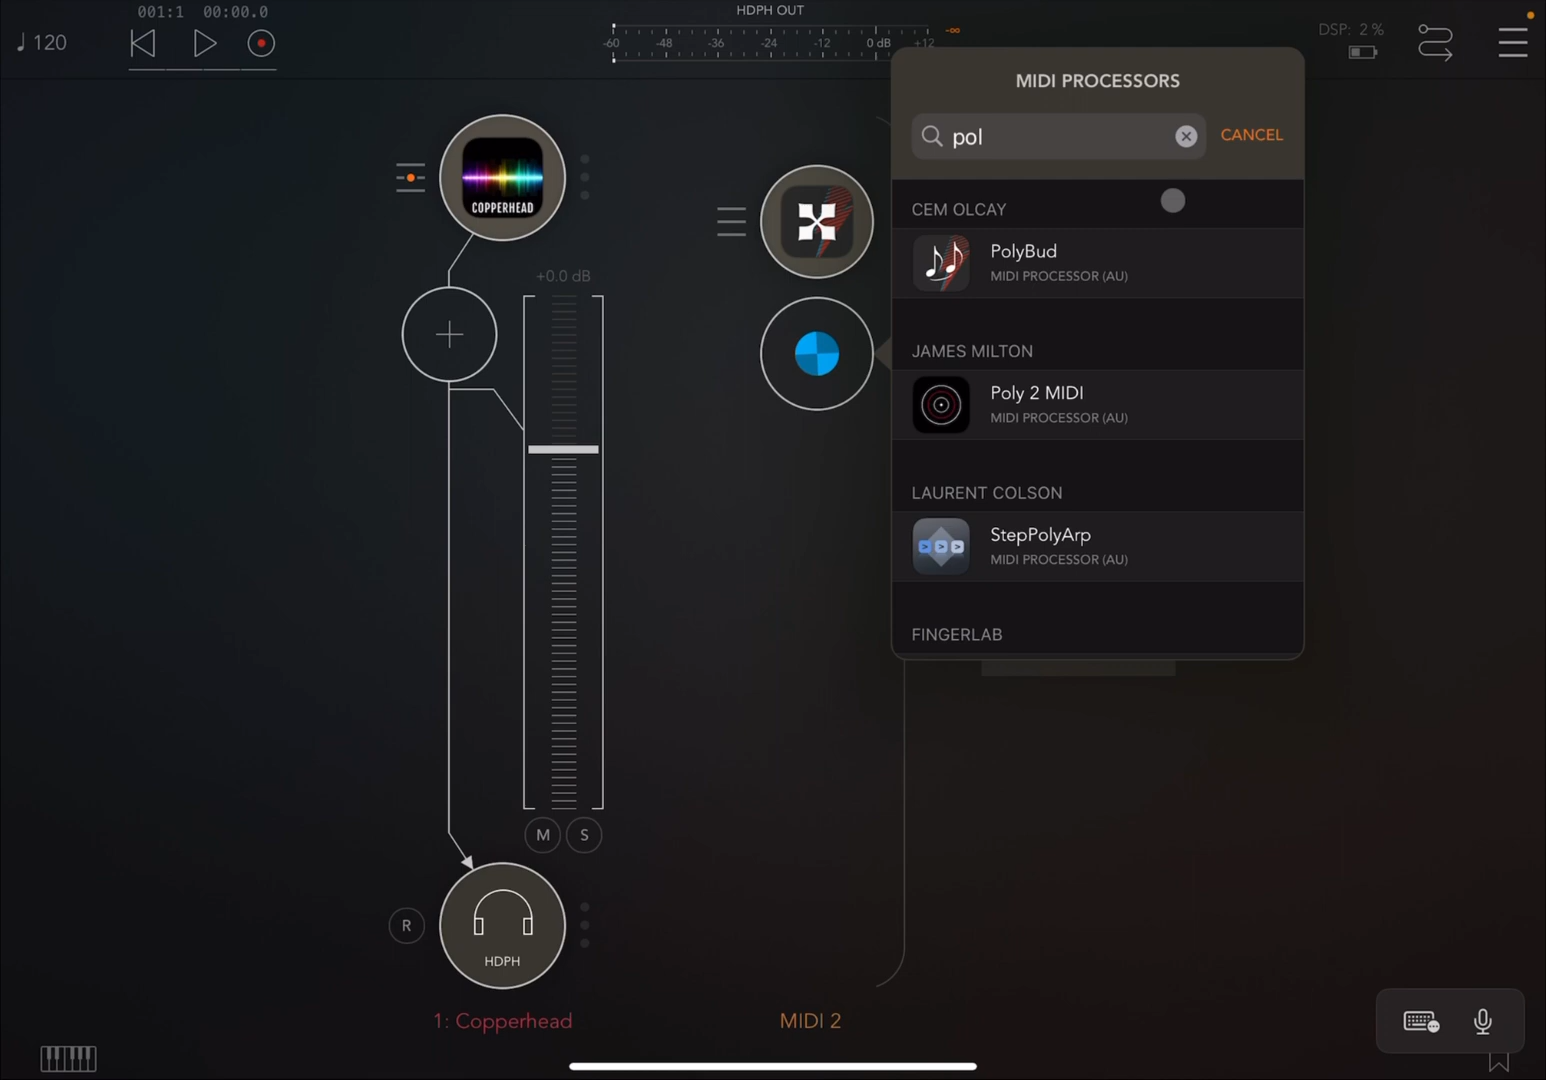 001:1 00:00.0
♩ 120
HDPH OUT
-60 -48 -36 -24 -12 0 dB +12
-∞
DSP: 2 %
MIDI PROCESSORS
pol
CANCEL
CEM OLCAY
PolyBud
MIDI PROCESSOR (AU)
JAMES MILTON
Poly 2 MIDI
MIDI PROCESSOR (AU)
LAURENT COLSON
StepPolyArp
MIDI PROCESSOR (AU)
FINGERLAB
COPPERHEAD
+0.0 dB
M S
R
HDPH
1: Copperhead
MIDI 2